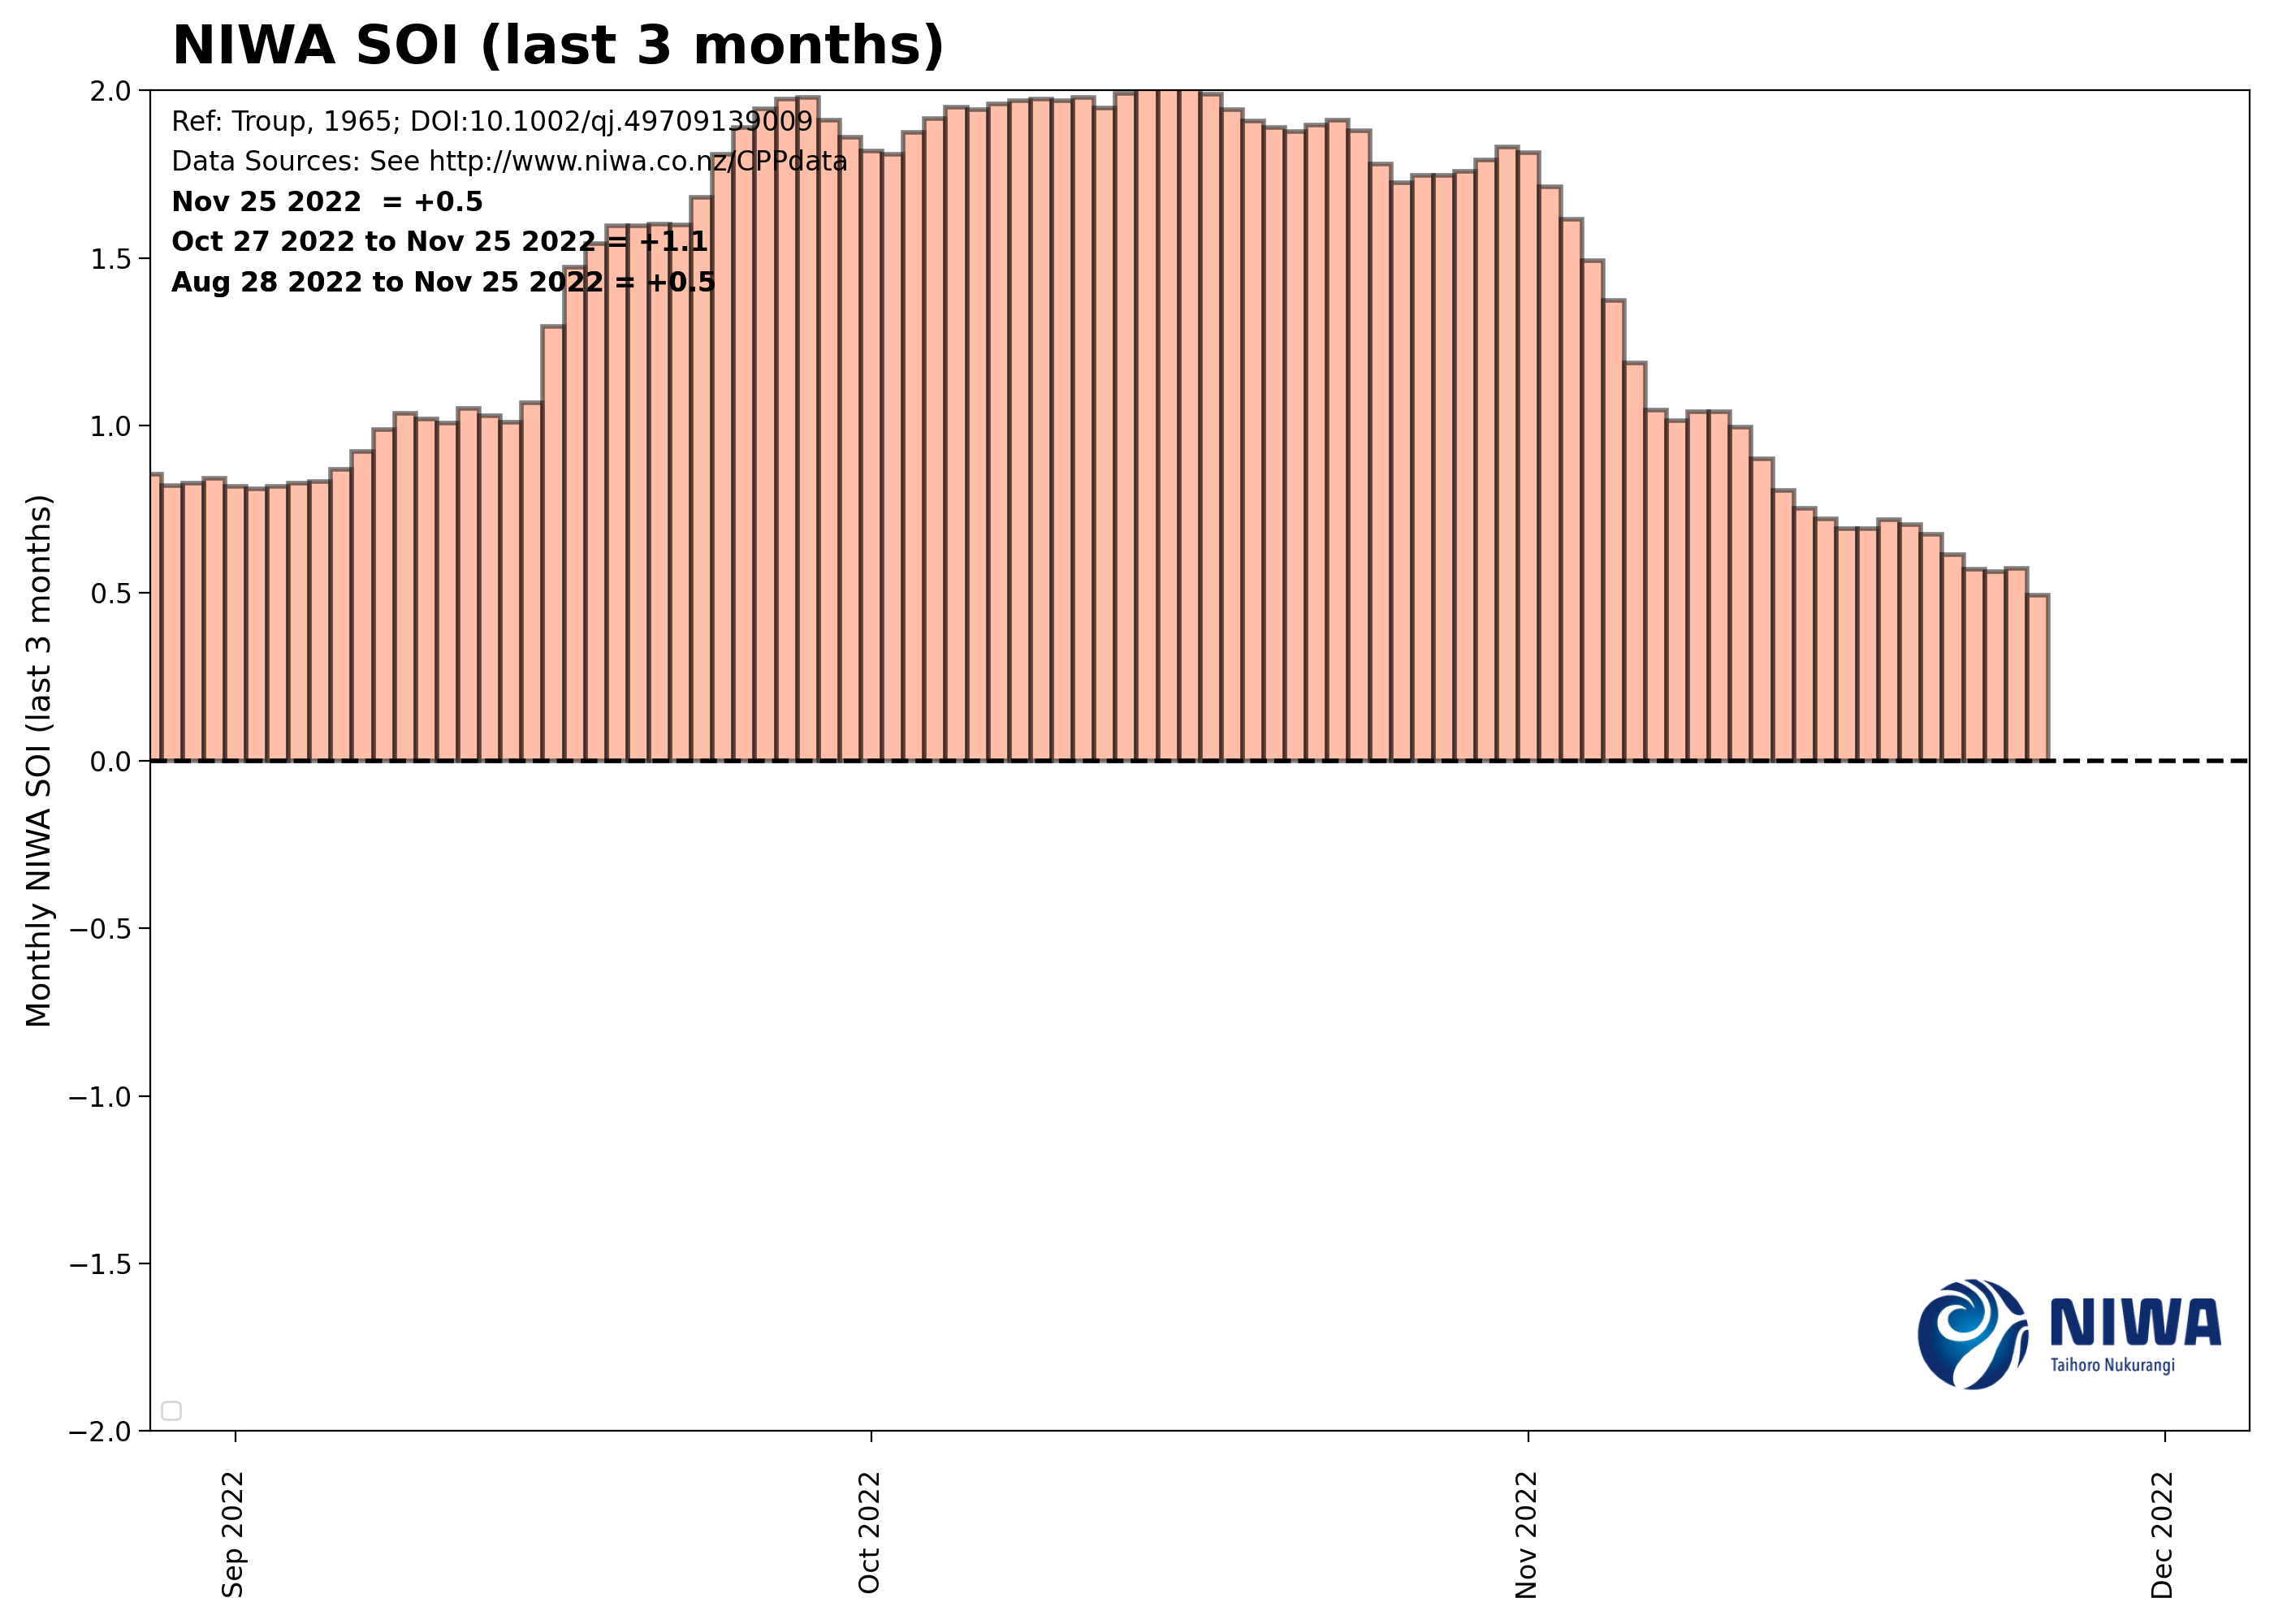 NIWA SOI (last 3 months)
2.0
Ref: Troup, 1965; DOI:10.1002/qj.49709139009
Data Sources: See http://www.niwa.co.nz/CPPdata
Nov 25 2022  = +0.5
Oct 27 2022 to Nov 25 2022 = +1.1
Aug 28 2022 to Nov 25 2022 = +0.5
1.5
1.0
0.5
0.0
−0.5
−1.0
−1.5
−2.0
Monthly NIWA SOI (last 3 months)
NIWA
Taihoro Nukurangi
Sep 2022
Oct 2022
Nov 2022
Dec 2022